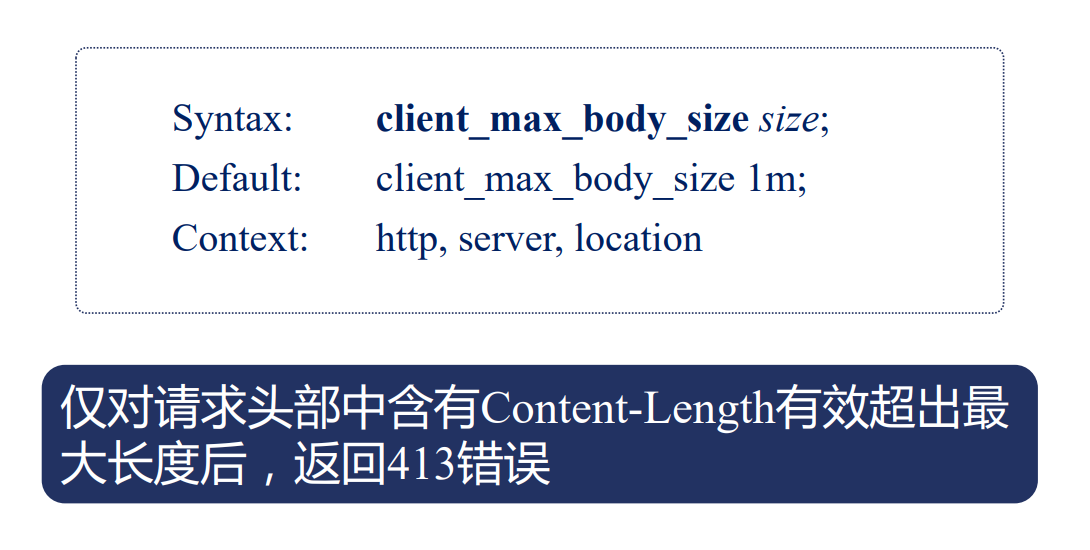 Syntax: client_max_body_size size;
Default: client_max_body_size 1m;
Context: http, server, location
仅对请求头部中含有Content-Length有效超出最
大长度后，返回413错误